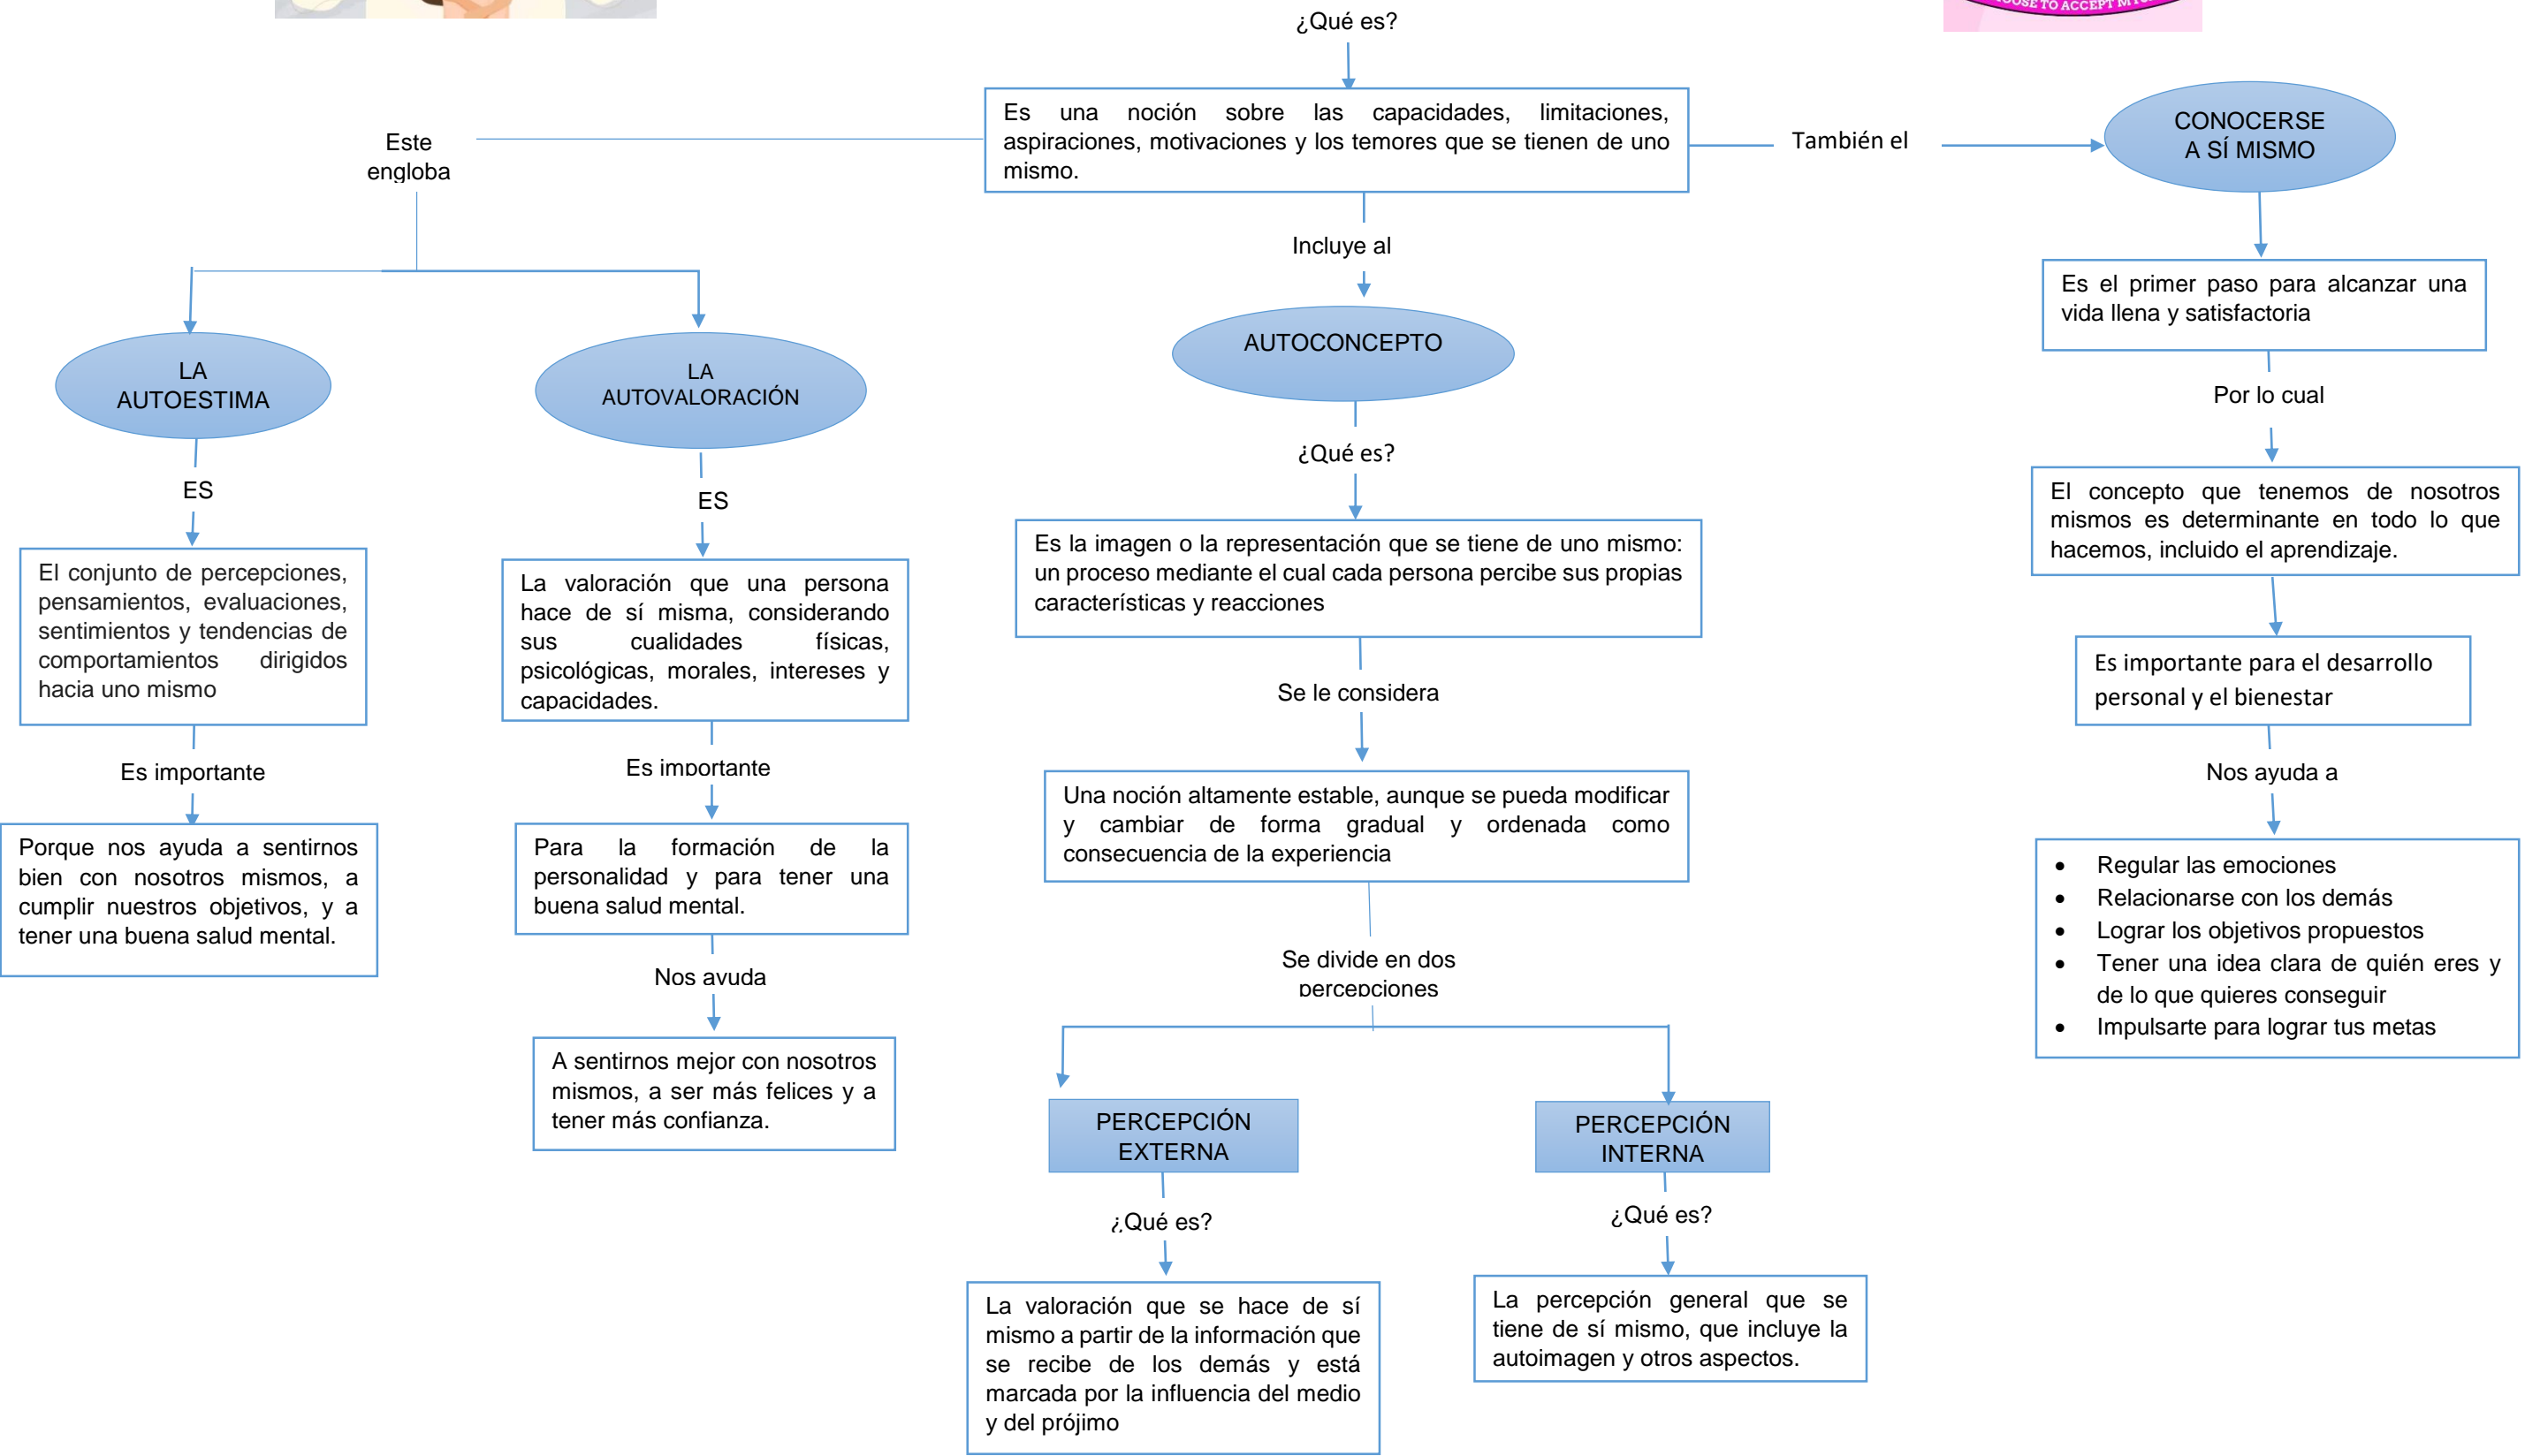 TO ACCEPT
¿Qué es?
Es una noción sobre las capacidades, limitaciones,
aspiraciones, motivaciones y los temores que se tienen de uno
mismo.
Este
engloba
También el
CONOCERSE
A SÍ MISMO
Incluye al
Es el primer paso para alcanzar una
vida llena y satisfactoria
LA
AUTOESTIMA
LA
AUTOVALORACIÓN
AUTOCONCEPTO
Por lo cual
ES
ES
¿Qué es?
El concepto que tenemos de nosotros
mismos es determinante en todo lo que
hacemos, incluido el aprendizaje.
El conjunto de percepciones,
pensamientos, evaluaciones,
sentimientos y tendencias de
comportamientos dirigidos
hacia uno mismo
La valoración que una persona
hace de sí misma, considerando
sus cualidades físicas,
psicológicas, morales, intereses y
capacidades.
Es la imagen o la representación que se tiene de uno mismo:
un proceso mediante el cual cada persona percibe sus propias
características y reacciones
Es importante para el desarrollo
personal y el bienestar
Se le considera
Es importante
Es importante
Nos ayuda a
Porque nos ayuda a sentirnos
bien con nosotros mismos, a
cumplir nuestros objetivos, y a
tener una buena salud mental.
Para la formación de la
personalidad y para tener una
buena salud mental.
Una noción altamente estable, aunque se pueda modificar
y cambiar de forma gradual y ordenada como
consecuencia de la experiencia
• Regular las emociones
• Relacionarse con los demás
• Lograr los objetivos propuestos
• Tener una idea clara de quién eres y
de lo que quieres conseguir
• Impulsarte para lograr tus metas
Nos ayuda
Se divide en dos
percepciones
A sentirnos mejor con nosotros
mismos, a ser más felices y a
tener más confianza.
PERCEPCIÓN
EXTERNA
PERCEPCIÓN
INTERNA
¿Qué es?
¿Qué es?
La valoración que se hace de sí
mismo a partir de la información que
se recibe de los demás y está
marcada por la influencia del medio
y del prójimo
La percepción general que se
tiene de sí mismo, que incluye la
autoimagen y otros aspectos.